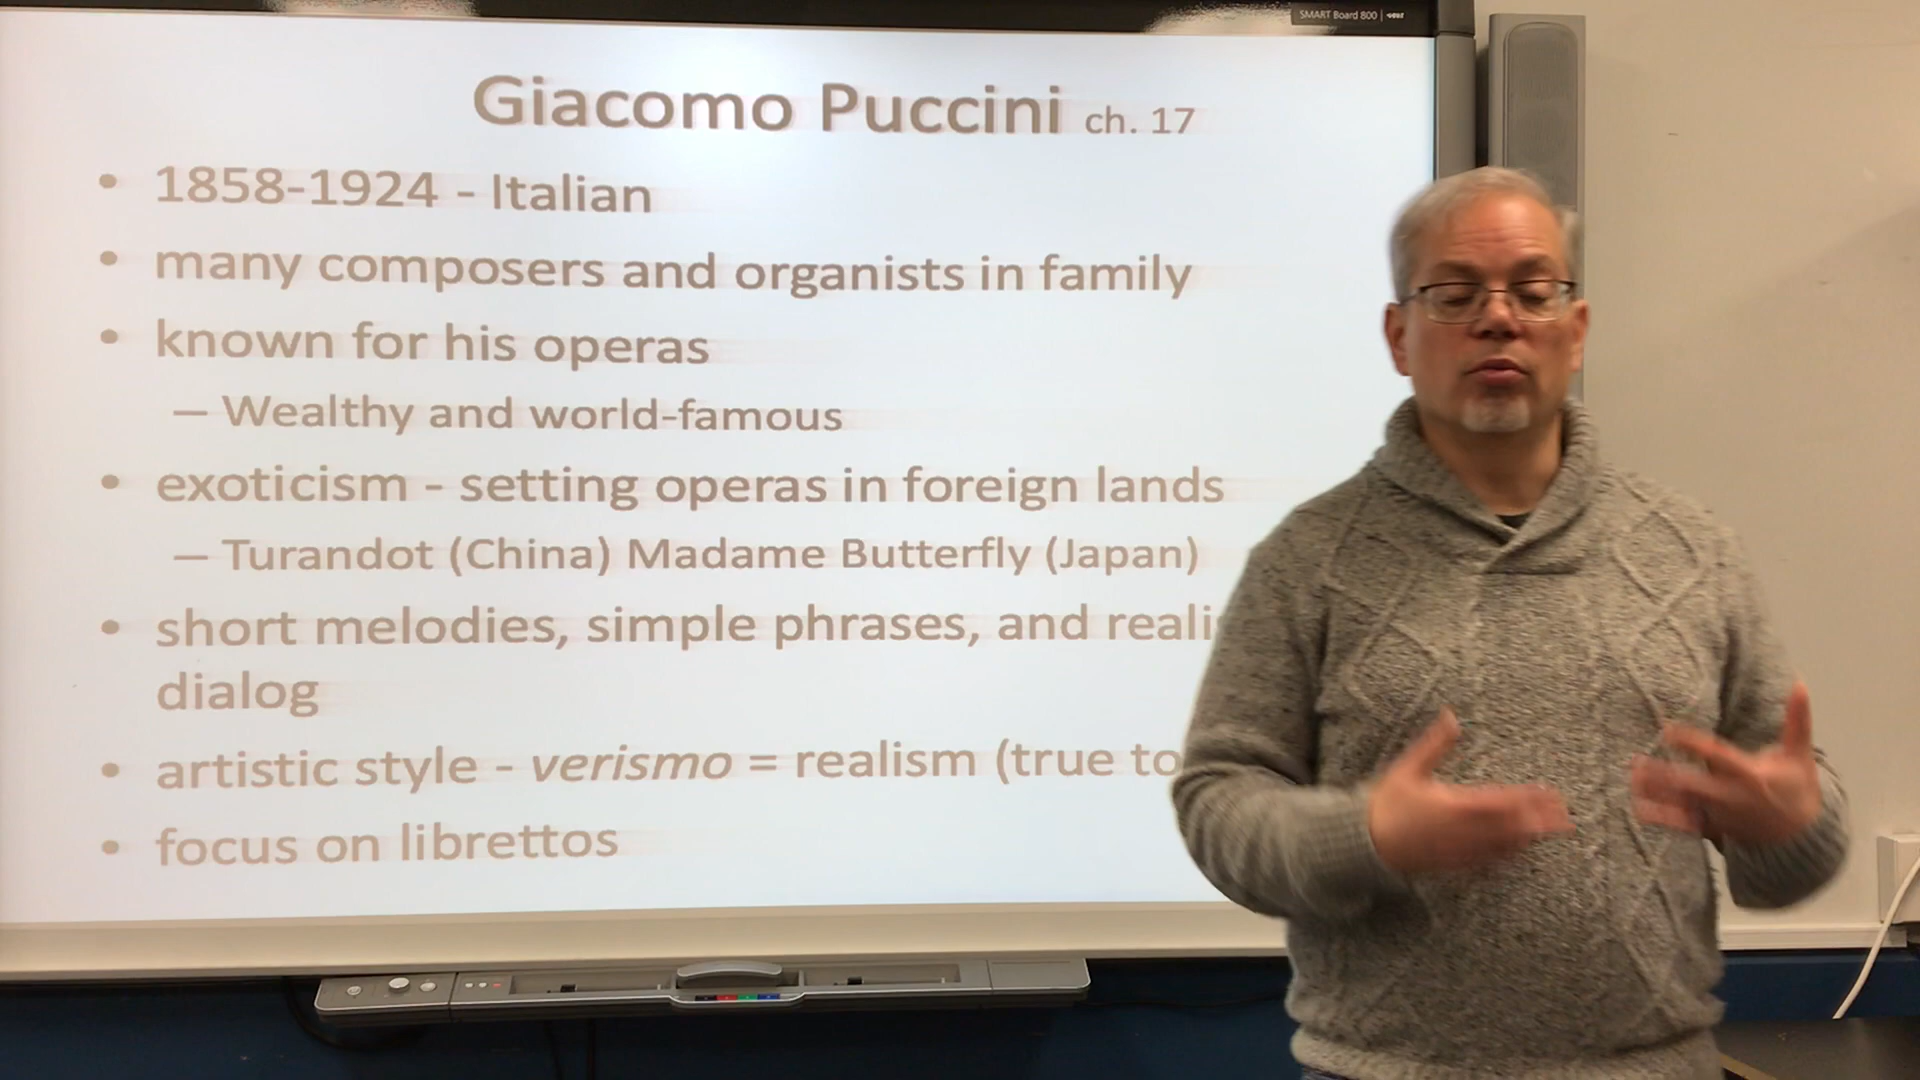 SMART Board 800
Giacomo Puccini ch. 17
• 1858-1924 - Italian
• many composers and organists in family
• known for his operas
– Wealthy and world-famous
• exoticism - setting operas in foreign lands
– Turandot (China) Madame Butterfly (Japan)
• short melodies, simple phrases, and reali
dialog
• artistic style - verismo = realism (true to
• focus on librettos